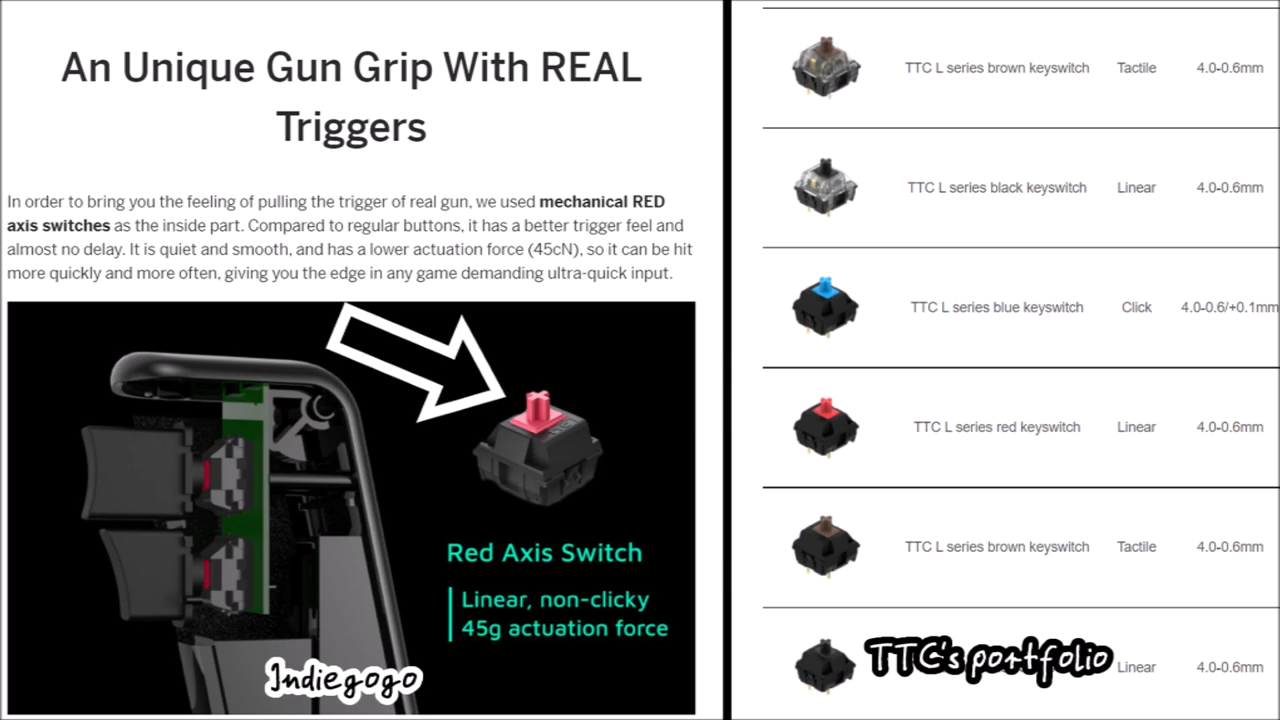 An Unique Gun Grip With REAL
Triggers
In order to bring you the feeling of pulling the trigger of real gun, we used mechanical RED
axis switches as the inside part. Compared to regular buttons, it has a better trigger feel and
almost no delay. It is quiet and smooth, and has a lower actuation force (45cN), so it can be hit
more quickly and more often, giving you the edge in any game demanding ultra-quick input.
TTC
Red Axis Switch
Linear, non-clicky
45g actuation force
Indiegogo
TTC L series brown keyswitch Tactile 4.0-0.6mm
TTC L series black keyswitch Linear 4.0-0.6mm
TTC L series blue keyswitch Click 4.0-0.6/+0.1mm
TTC L series red keyswitch Linear 4.0-0.6mm
TTC L series brown keyswitch Tactile 4.0-0.6mm
TTC's portfolio Linear 4.0-0.6mm